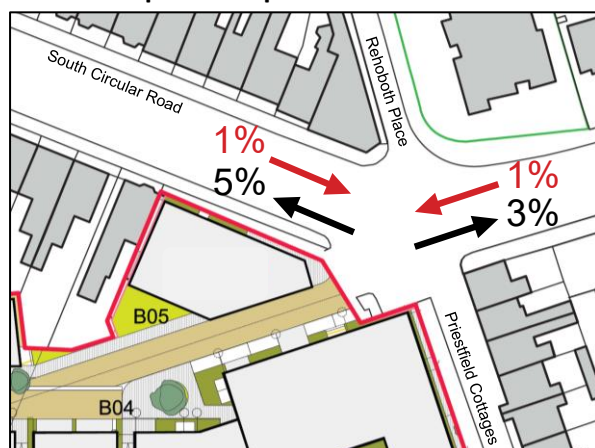 South Circular Road
Rehoboth Place
1%
5%
1%
3%
B05
B04
Priestfield Cottages